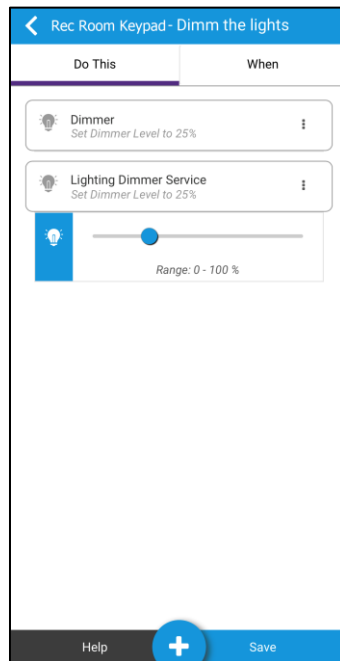 Rec Room Keypad - Dimm the lights
Do This
When
Dimmer
Set Dimmer Level to 25%
Lighting Dimmer Service
Set Dimmer Level to 25%
Range: 0 - 100 %
Help
Save